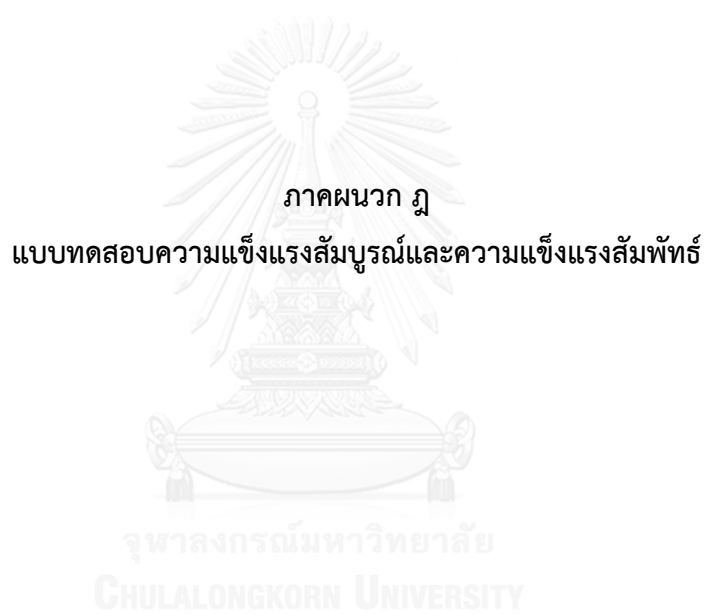 ภาคผนวก ฎ
แบบทดสอบความแข็งแรงสัมบูรณ์และความแข็งแรงสัมพัทธ์
จุฬาลงกรณ์มหาวิทยาลัย
CHULALONGKORN UNIVERSITY